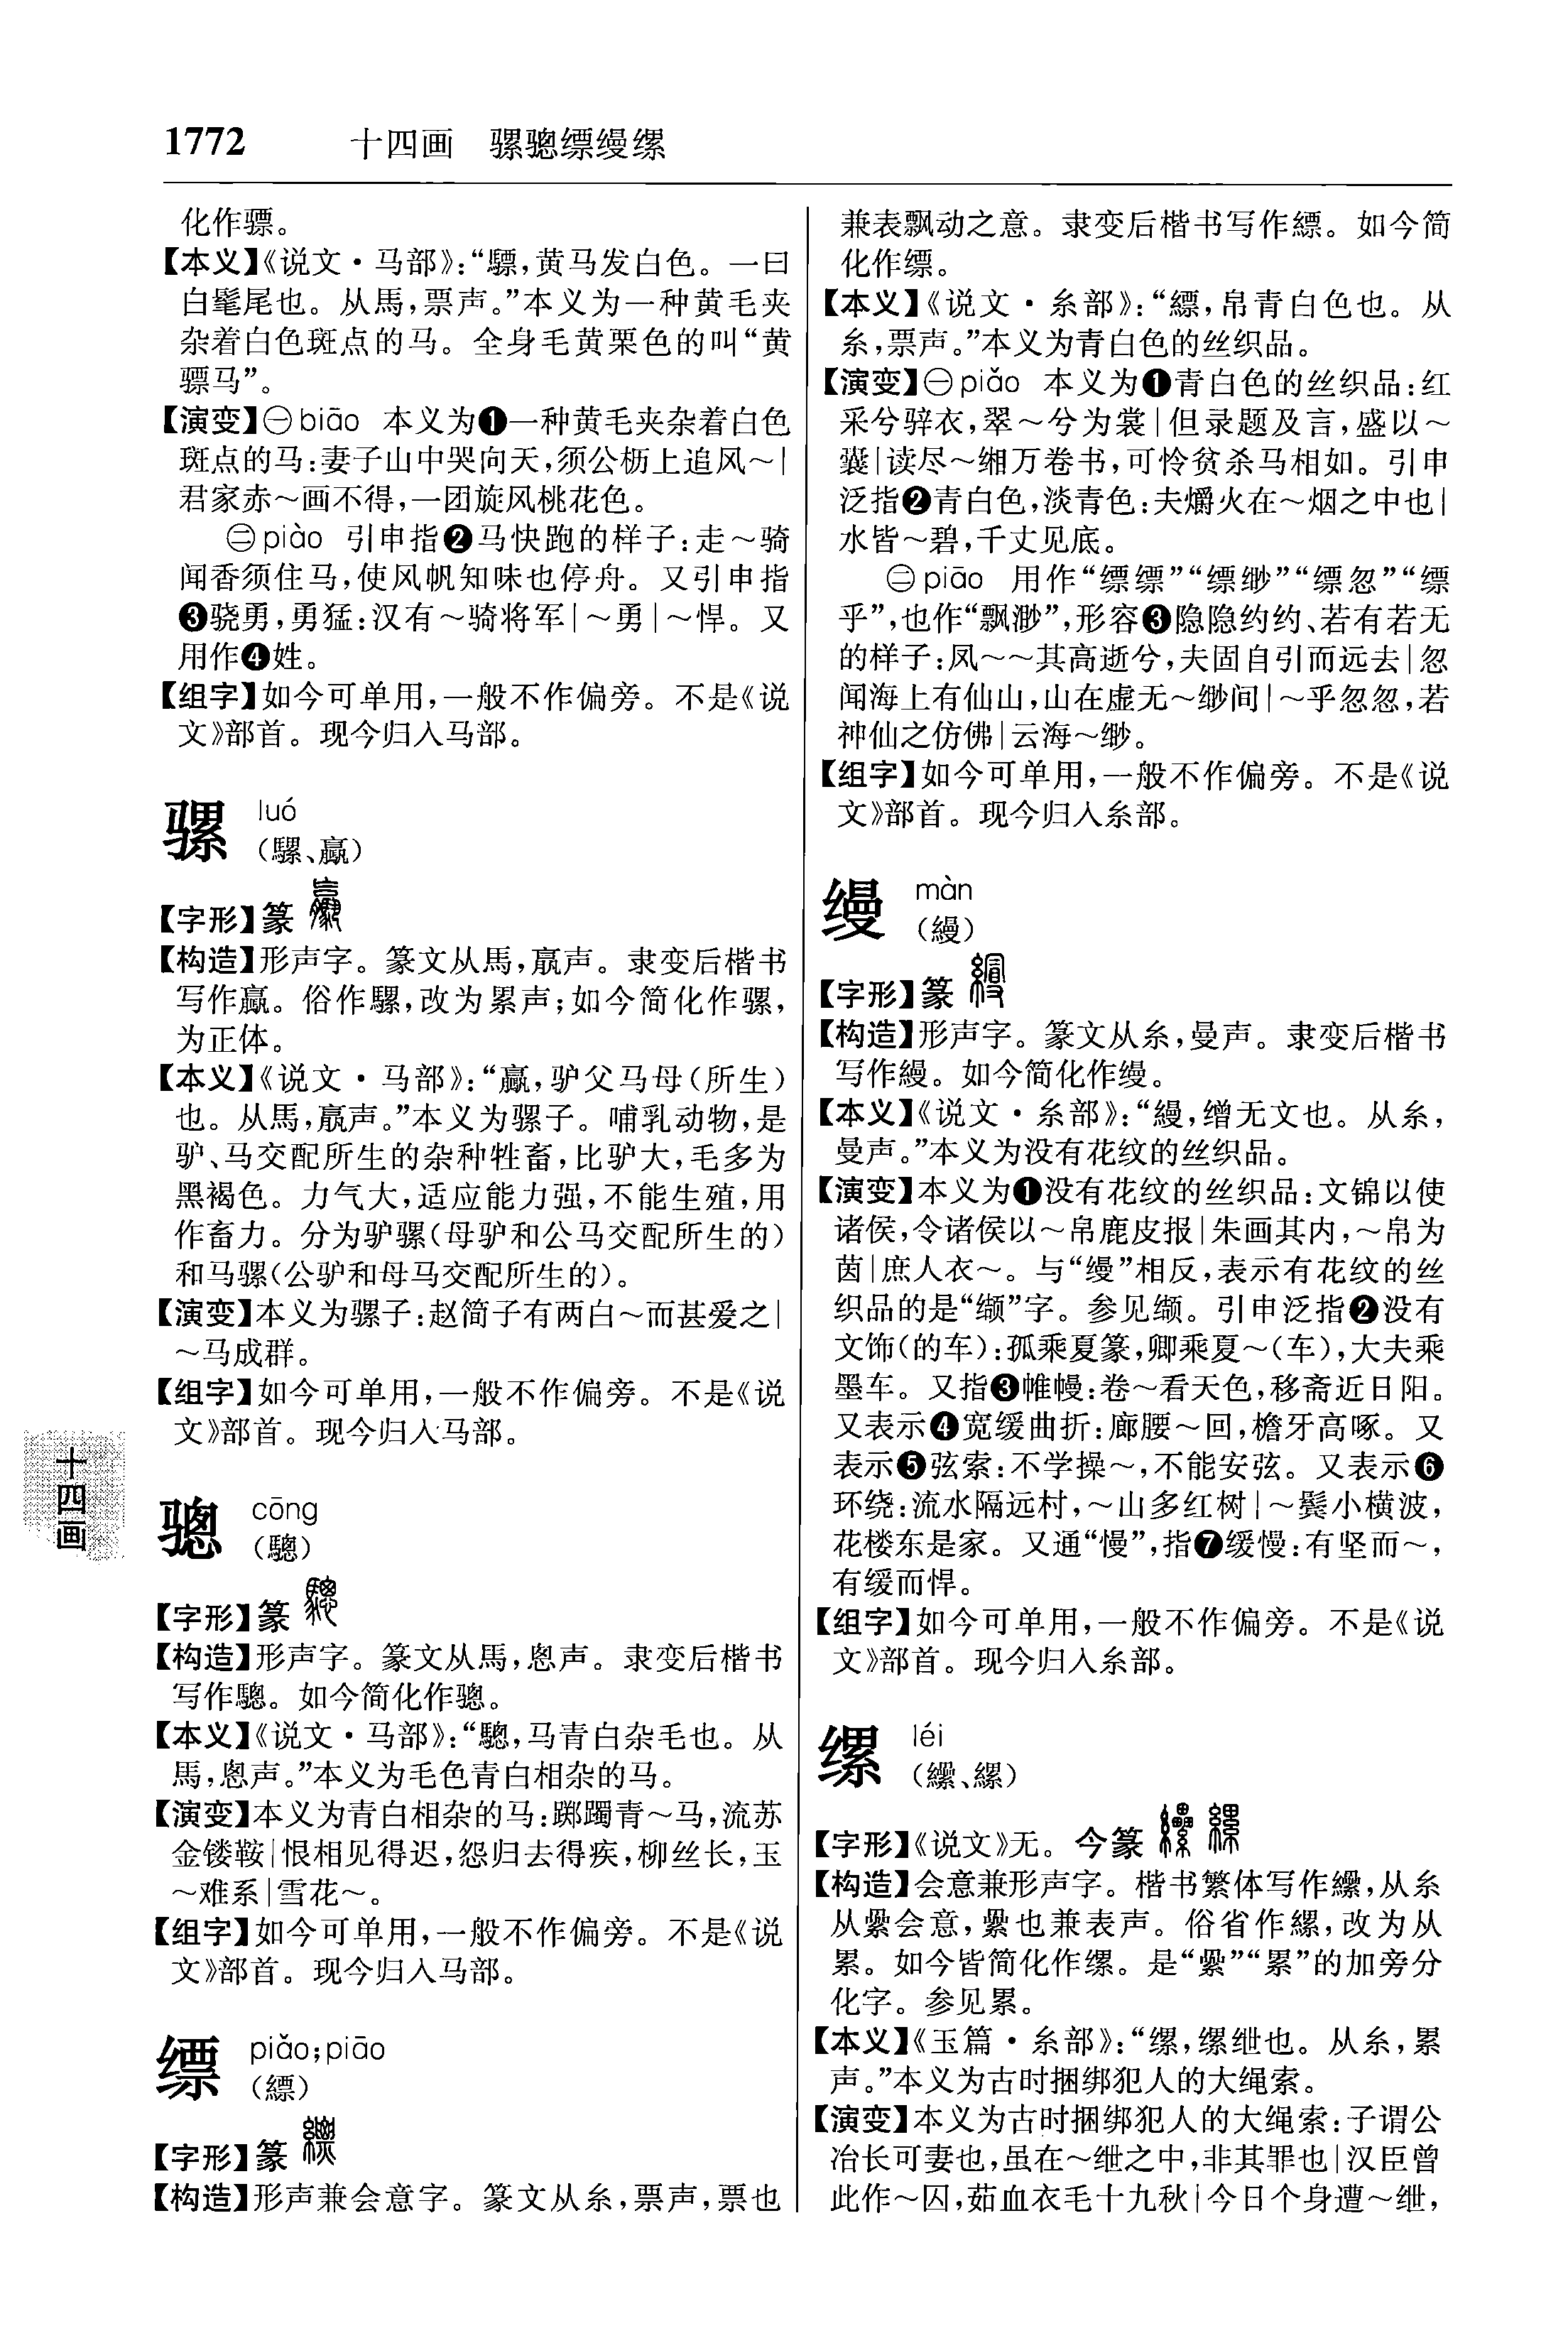 1772 十四画 骡骢缥缦缧
化作骠。
【本义】《说文·马部》：“驃，黄马发白色。一曰
白髦尾也。从馬，票声。”本义为一种黄毛夹
杂着白色斑点的马。全身毛黄栗色的叫“黄
骠马”。
【演变】㊀biāo 本义为❶一种黄毛夹杂着白色
斑点的马：妻子山中哭向天，须公枥上追风～|
君家赤～画不得，一团旋风桃花色。
㊁piào 引申指❷马快跑的样子：走～骑
闻香须住马，使风帆知味也停舟。又引申指
❸骁勇，勇猛：汉有～骑将军|～勇|～悍。又
用作❹姓。
【组字】如今可单用，一般不作偏旁。不是《说
文》部首。现今归入马部。
骡 luó
（騾、驘）
【字形】篆
【构造】形声字。篆文从馬，𣎆声。隶变后楷书
写作驘。俗作騾，改为累声；如今简化作骡，
为正体。
【本义】《说文·马部》：“驘，驴父马母（所生）
也。从馬，𣎆声。”本义为骡子。哺乳动物，是
驴、马交配所生的杂种牲畜，比驴大，毛多为
黑褐色。力气大，适应能力强，不能生殖，用
作畜力。分为驴骡（母驴和公马交配所生的）
和马骡（公驴和母马交配所生的）。
【演变】本义为骡子：赵简子有两白～而甚爱之|
～马成群。
【组字】如今可单用，一般不作偏旁。不是《说
文》部首。现今归入马部。
骢 cōng
（驄）
【字形】篆
【构造】形声字。篆文从馬，悤声。隶变后楷书
写作驄。如今简化作骢。
【本义】《说文·马部》：“驄，马青白杂毛也。从
馬，悤声。”本义为毛色青白相杂的马。
【演变】本义为青白相杂的马：踯躅青～马，流苏
金镂鞍|恨相见得迟，怨归去得疾，柳丝长，玉
～难系|雪花～。
【组字】如今可单用，一般不作偏旁。不是《说
文》部首。现今归入马部。
缥 piǎo；piāo
（縹）
【字形】篆
【构造】形声兼会意字。篆文从糸，票声，票也
兼表飘动之意。隶变后楷书写作縹。如今简
化作缥。
【本义】《说文·糸部》：“縹，帛青白色也。从
糸，票声。”本义为青白色的丝织品。
【演变】㊀piǎo 本义为❶青白色的丝织品：红
采兮骍衣，翠～兮为裳|但录题及言，盛以～
囊|读尽～缃万卷书，可怜贫杀马相如。引申
泛指❷青白色，淡青色：夫爝火在～烟之中也|
水皆～碧，千丈见底。
㊁piāo 用作“缥缥”“缥缈”“缥忽”“缥
乎”，也作“飘渺”，形容❸隐隐约约、若有若无
的样子：凤～～其高逝兮，夫固自引而远去|忽
闻海上有仙山，山在虚无～缈间|～乎忽忽，若
神仙之仿佛|云海～缈。
【组字】如今可单用，一般不作偏旁。不是《说
文》部首。现今归入糸部。
缦 màn
（縵）
【字形】篆
【构造】形声字。篆文从糸，曼声。隶变后楷书
写作縵。如今简化作缦。
【本义】《说文·糸部》：“縵，缯无文也。从糸，
曼声。”本义为没有花纹的丝织品。
【演变】本义为❶没有花纹的丝织品：文锦以使
诸侯，令诸侯以～帛鹿皮报|朱画其内，～帛为
茵|庶人衣～。与“缦”相反，表示有花纹的丝
织品的是“缬”字。参见缬。引申泛指❷没有
文饰（的车）：孤乘夏篆，卿乘夏～（车），大夫乘
墨车。又指❸帷幔：卷～看天色，移斋近日阳。
又表示❹宽缓曲折：廊腰～回，檐牙高啄。又
表示❺弦索：不学操～，不能安弦。又表示❻
环绕：流水隔远村，～山多红树|～鬓小横波，
花楼东是家。又通“慢”，指❼缓慢：有坚而～，
有缓而悍。
【组字】如今可单用，一般不作偏旁。不是《说
文》部首。现今归入糸部。
缧 léi
（纝、縲）
【字形】《说文》无。今篆
【构造】会意兼形声字。楷书繁体写作纝，从糸
从纍会意，纍也兼表声。俗省作縲，改为从
累。如今皆简化作缧。是“纍”“累”的加旁分
化字。参见累。
【本义】《玉篇·糸部》：“缧，缧绁也。从糸，累
声。”本义为古时捆绑犯人的大绳索。
【演变】本义为古时捆绑犯人的大绳索：子谓公
冶长可妻也，虽在～绁之中，非其罪也|汉臣曾
此作～囚，茹血衣毛十九秋|今日个身遭～绁，
十四画